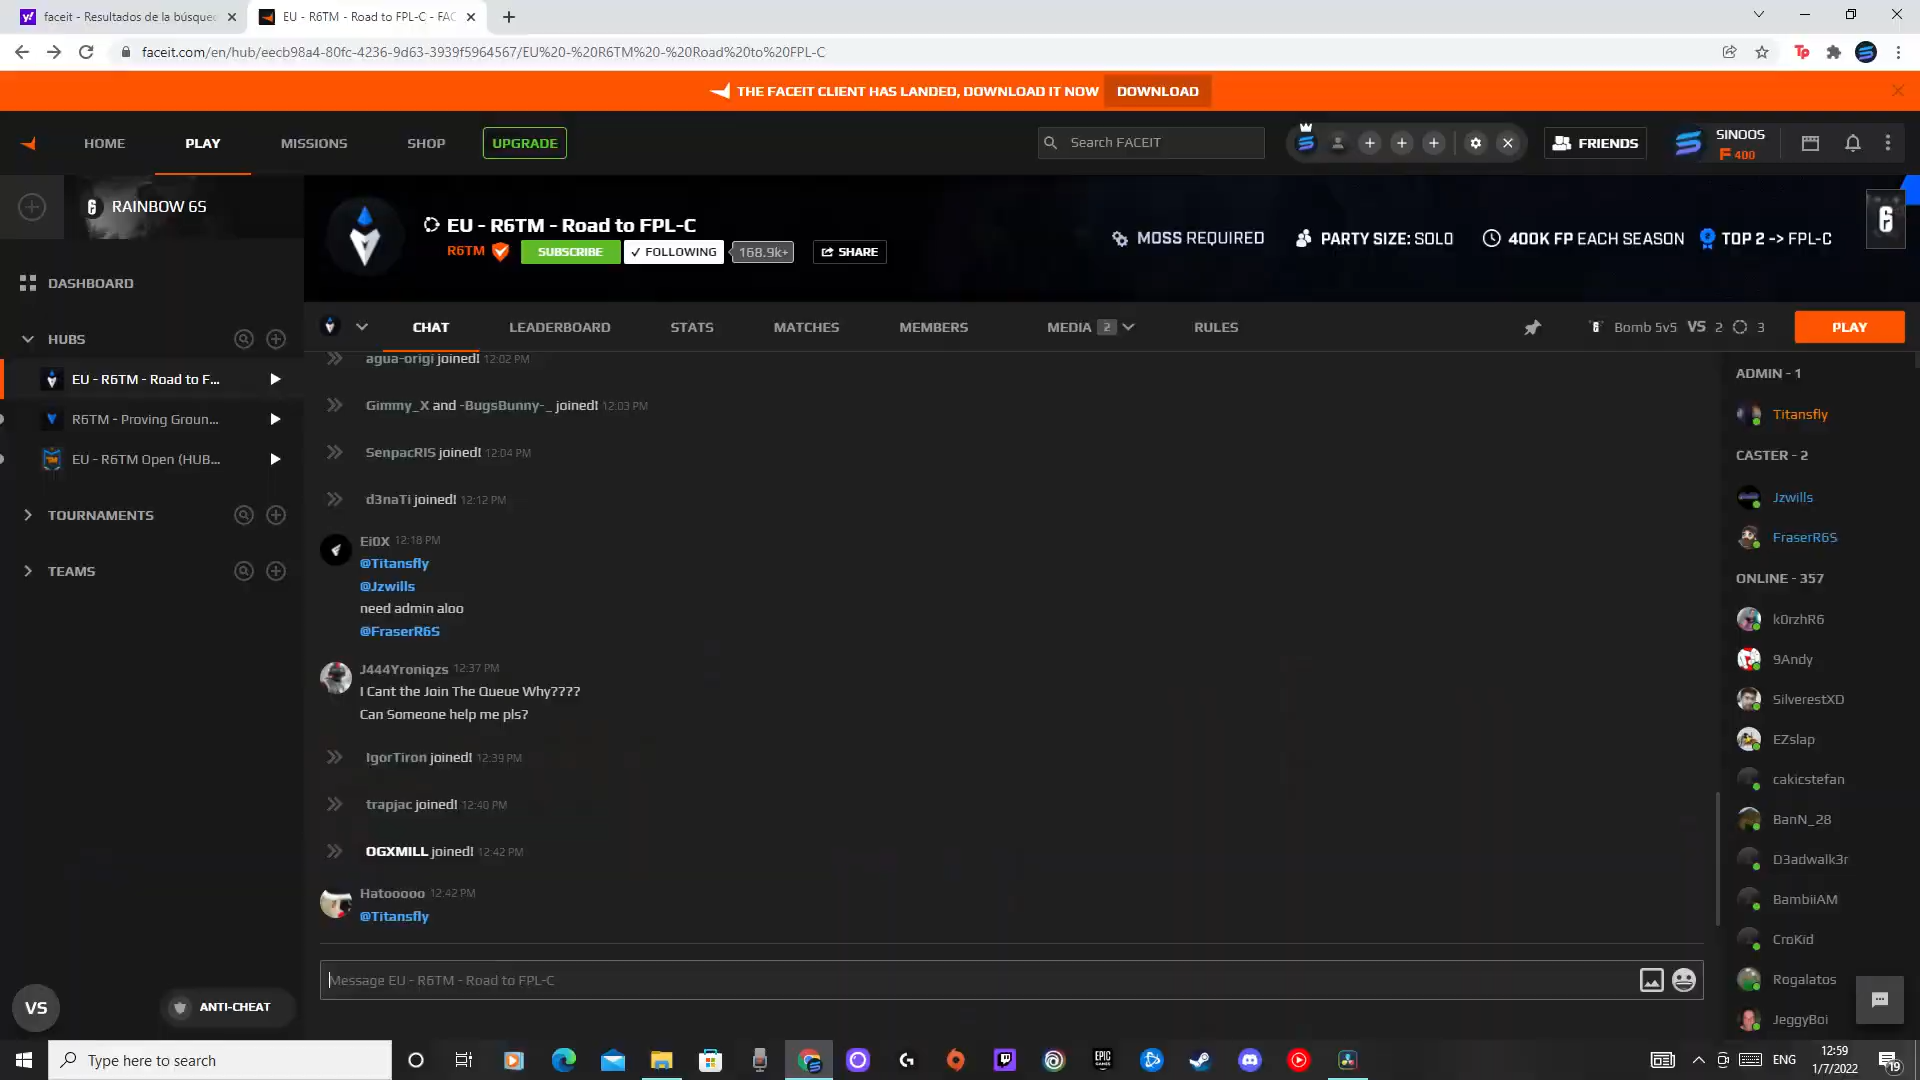 faceit - Resultados de la búsque
EU - R6TM - Road to FPL-C - FAC
faceit.com/en/hub/eecb98a4-80fc-4236-9d63-3939f5964567/EU%20-%20R6TM%20-%20Road%20to%20FPL-C
THE FACEIT CLIENT HAS LANDED, DOWNLOAD IT NOW DOWNLOAD
HOME PLAY MISSIONS SHOP UPGRADE
Search FACEIT
FRIENDS
SINOOS
400
RAINBOW 6S
EU - R6TM - Road to FPL-C
R6TM SUBSCRIBE ✓ FOLLOWING 168.9k+ SHARE
MOSS REQUIRED PARTY SIZE: SOLO 400K FP EACH SEASON TOP 2 -> FPL-C
DASHBOARD
HUBS
EU - R6TM - Road to F...
R6TM - Proving Groun...
EU - R6TM Open (HUB...
TOURNAMENTS
TEAMS
VS
ANTI-CHEAT
CHAT LEADERBOARD STATS MATCHES MEMBERS MEDIA 2 RULES
Bomb 5v5 VS 2 3 PLAY
agua-origi joined! 12:02 PM
Gimmy_X and -BugsBunny-_ joined! 12:03 PM
SenpacRIS joined! 12:04 PM
d3naTi joined! 12:12 PM
Ei0X 12:18 PM
@Titansfly
@Jzwills
need admin aloo
@FraserR6S
J444Yroniqzs 12:37 PM
I Cant the Join The Queue Why????
Can Someone help me pls?
IgorTiron joined! 12:39 PM
trapjac joined! 12:40 PM
OGXMILL joined! 12:42 PM
Hatooooo 12:42 PM
@Titansfly
Message EU - R6TM - Road to FPL-C
ADMIN - 1
Titansfly
CASTER - 2
Jzwills
FraserR6S
ONLINE - 357
k0rzhR6
9Andy
SilverestXD
EZslap
cakicstefan
BanN_28
D3adwalk3r
BambiiAM
CroKid
Rogalatos
JeggyBoi
Type here to search
EPIC
GAMES
ENG
12:59
1/7/2022
19